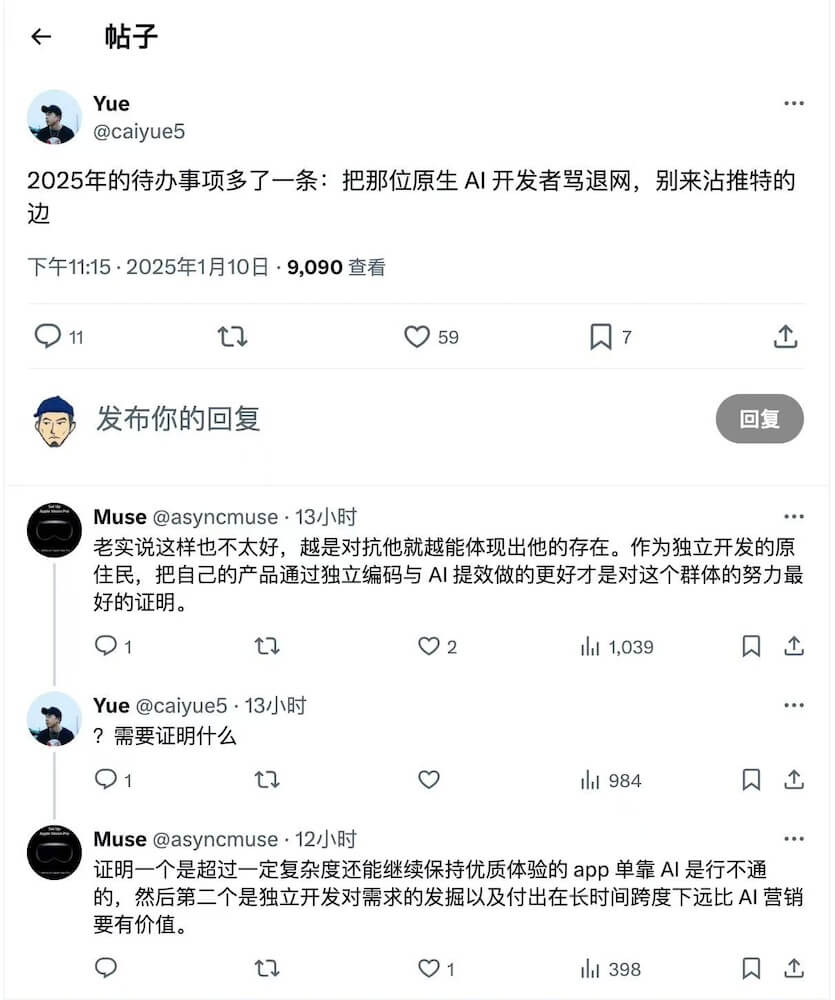 帖子
Yue
@caiyue5
2025年的待办事项多了一条：把那位原生 AI 开发者骂退网，别来沾推特的
边
下午11:15 · 2025年1月10日 · 9,090 查看
11 59 7
发布你的回复
回复
Muse @asyncmuse · 13小时
老实说这样也不太好，越是对抗他就越能体现出他的存在。作为独立开发的原
住民，把自己的产品通过独立编码与 AI 提效做的更好才是对这个群体的努力最
好的证明。
1 2 1,039
Yue @caiyue5 · 13小时
？需要证明什么
1 984
Muse @asyncmuse · 12小时
证明一个是超过一定复杂度还能继续保持优质体验的 app 单靠 AI 是行不通
的，然后第二个是独立开发对需求的发掘以及付出在长时间跨度下远比 AI 营销
要有价值。
1 398